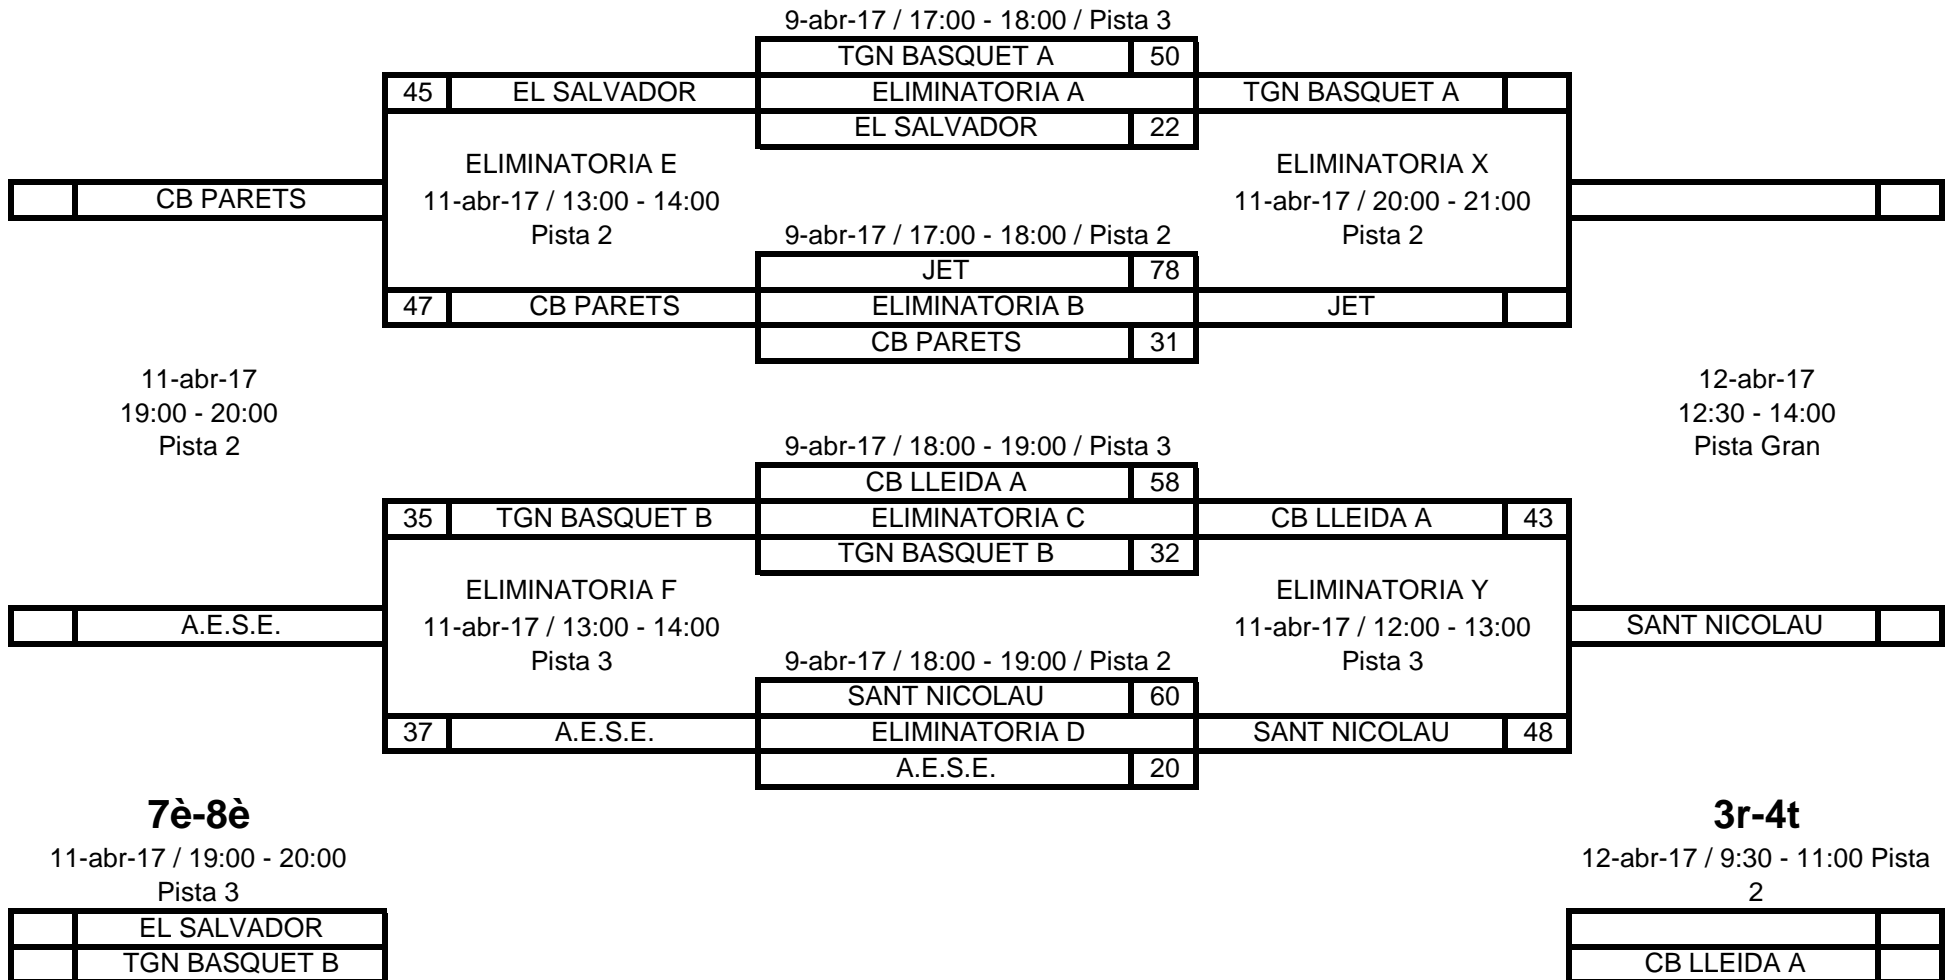 9-abr-17 / 17:00 - 18:00 / Pista 3
TGN BASQUET A 50
45 EL SALVADOR ELIMINATORIA A TGN BASQUET A
EL SALVADOR 22
ELIMINATORIA E ELIMINATORIA X
CB PARETS 11-abr-17 / 13:00 - 14:00 11-abr-17 / 20:00 - 21:00
Pista 2 9-abr-17 / 17:00 - 18:00 / Pista 2 Pista 2
JET 78
47 CB PARETS ELIMINATORIA B JET
CB PARETS 31
11-abr-17 12-abr-17
19:00 - 20:00 12:30 - 14:00
Pista 2 9-abr-17 / 18:00 - 19:00 / Pista 3 Pista Gran
CB LLEIDA A 58
35 TGN BASQUET B ELIMINATORIA C CB LLEIDA A 43
TGN BASQUET B 32
ELIMINATORIA F ELIMINATORIA Y
A.E.S.E. 11-abr-17 / 13:00 - 14:00 11-abr-17 / 12:00 - 13:00 SANT NICOLAU
Pista 3 9-abr-17 / 18:00 - 19:00 / Pista 2 Pista 3
SANT NICOLAU 60
37 A.E.S.E. ELIMINATORIA D SANT NICOLAU 48
A.E.S.E. 20
7è-8è 3r-4t
11-abr-17 / 19:00 - 20:00 12-abr-17 / 9:30 - 11:00 Pista
Pista 3 2
EL SALVADOR
TGN BASQUET B CB LLEIDA A